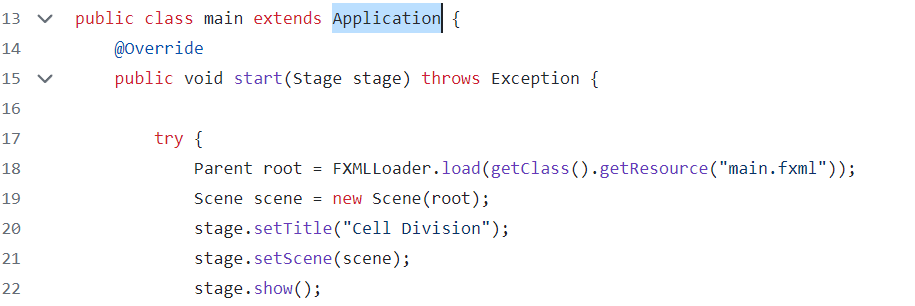 13 public class main extends Application {
14 @Override
15 public void start(Stage stage) throws Exception {
16
17 try {
18 Parent root = FXMLLoader.load(getClass().getResource("main.fxml"));
19 Scene scene = new Scene(root);
20 stage.setTitle("Cell Division");
21 stage.setScene(scene);
22 stage.show();